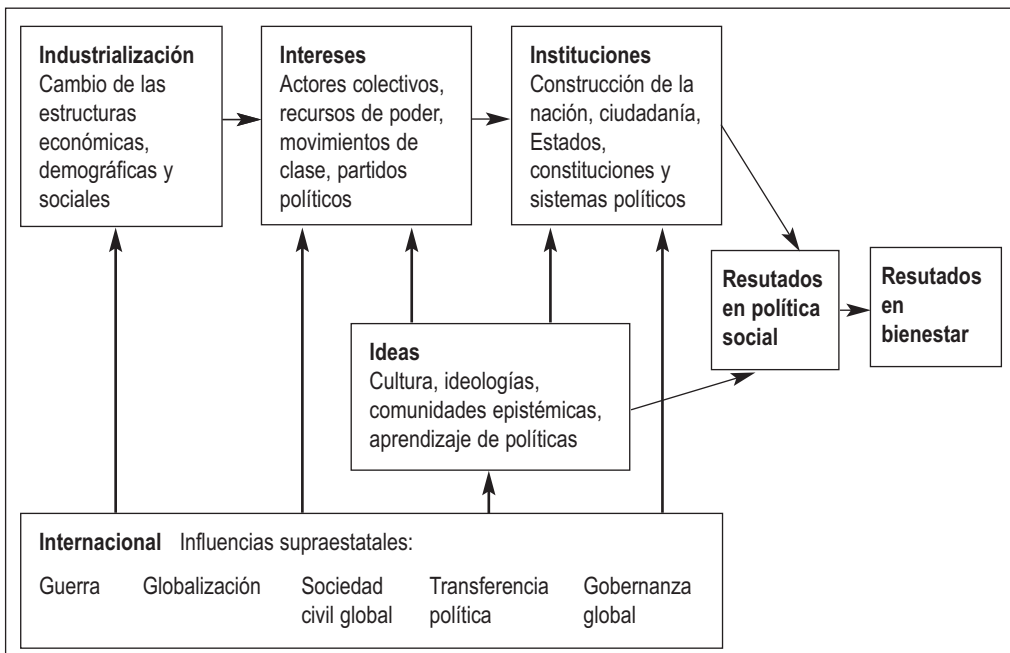 Industrialización
Cambio de las
estructuras
económicas,
demográficas y
sociales
Intereses
Actores colectivos,
recursos de poder,
movimientos de
clase, partidos
políticos
Instituciones
Construcción de la
nación, ciudadanía,
Estados,
constituciones y
sistemas políticos
Resutados
en política
social
Resutados
en
bienestar
Ideas
Cultura, ideologías,
comunidades epistémicas,
aprendizaje de políticas
Internacional Influencias supraestatales:
Guerra
Globalización
Sociedad
civil global
Transferencia
política
Gobernanza
global